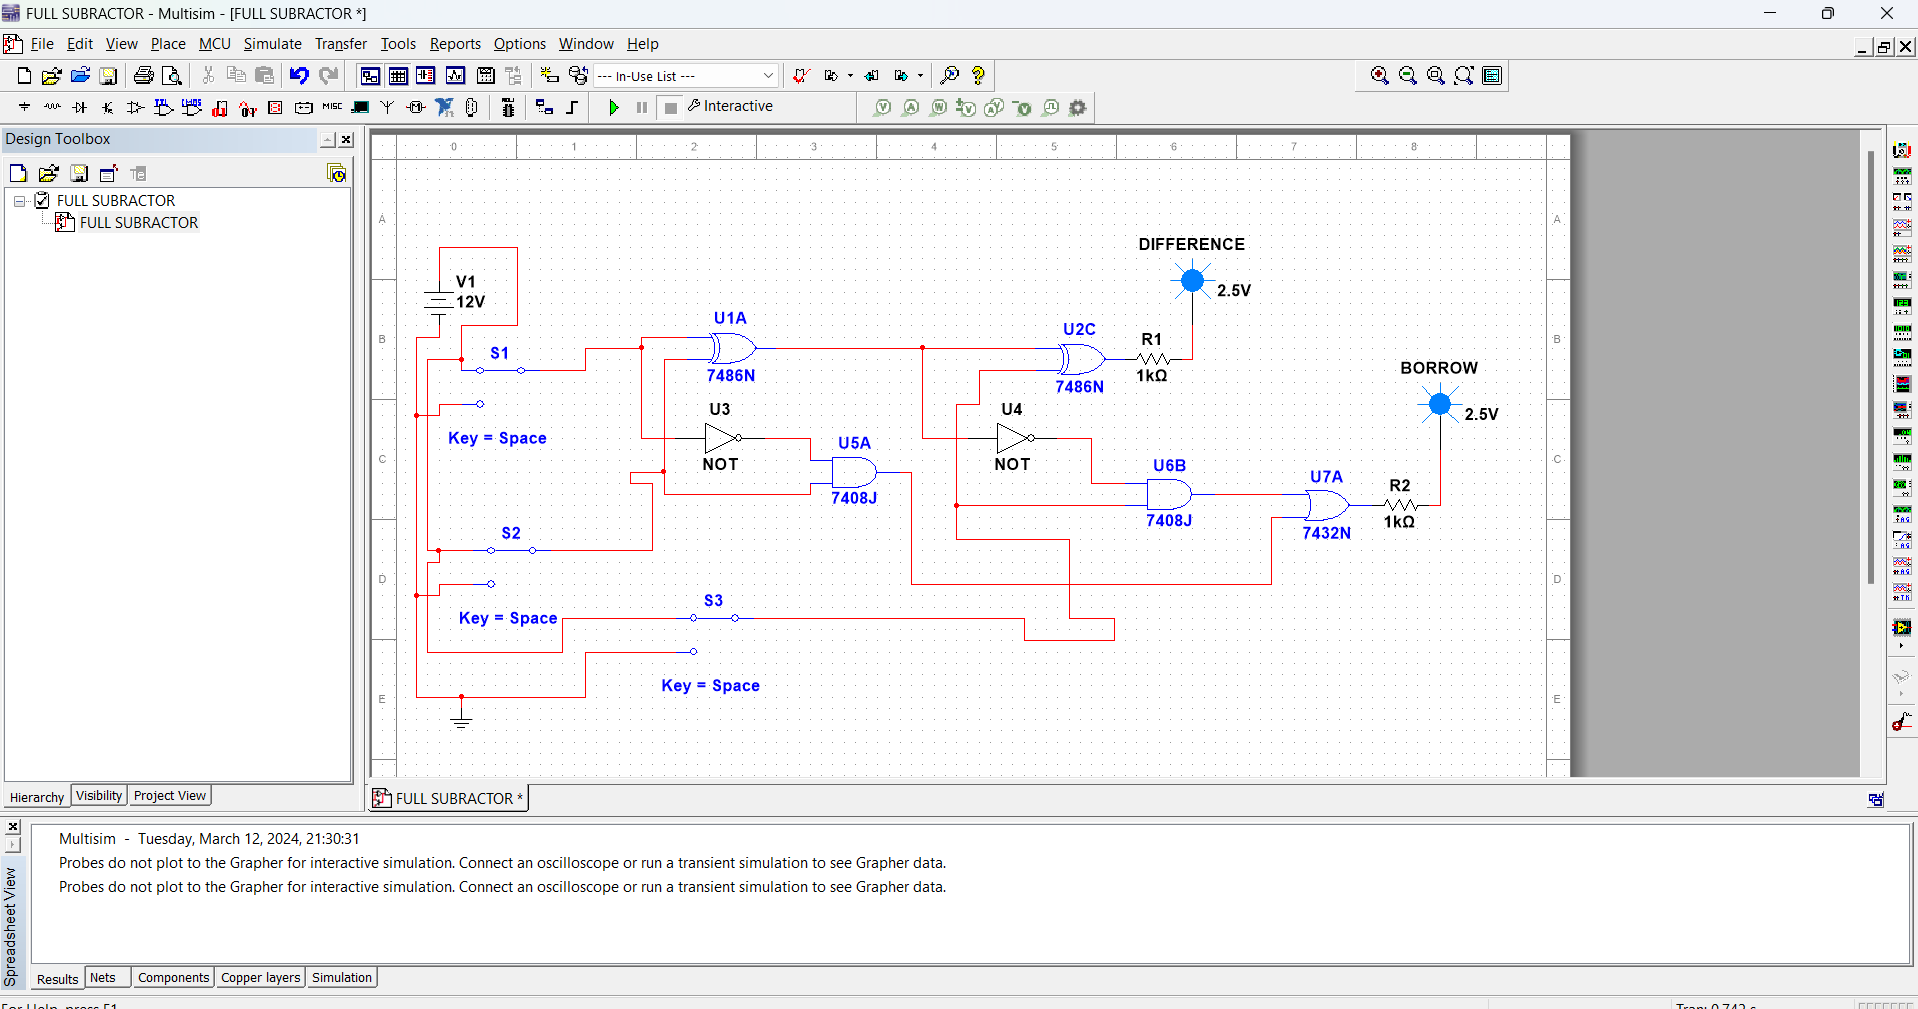 FULL SUBRACTOR - Multisim - [FULL SUBRACTOR *]
File Edit View Place MCU Simulate Transfer Tools Reports Options Window Help
--- In-Use List ---
MISC Interactive
Design Toolbox
FULL SUBRACTOR
FULL SUBRACTOR
0 1 2 3 4 5 6 7 8
A A
DIFFERENCE
2.5V
V1
12V
U1A
7486N
U2C
7486N
R1
1kΩ
B B
S1
Key = Space
BORROW
2.5V
U3
NOT
U4
NOT
U5A
7408J
C C
U6B
7408J
U7A
7432N
R2
1kΩ
S2
Key = Space
D D
S3
Key = Space
E E
Hierarchy Visibility Project View
FULL SUBRACTOR *
Multisim - Tuesday, March 12, 2024, 21:30:31
Probes do not plot to the Grapher for interactive simulation. Connect an oscilloscope or run a transient simulation to see Grapher data.
Probes do not plot to the Grapher for interactive simulation. Connect an oscilloscope or run a transient simulation to see Grapher data.
Spreadsheet View
Results Nets Components Copper layers Simulation
For Help, press F1
Tran: 0.742 s